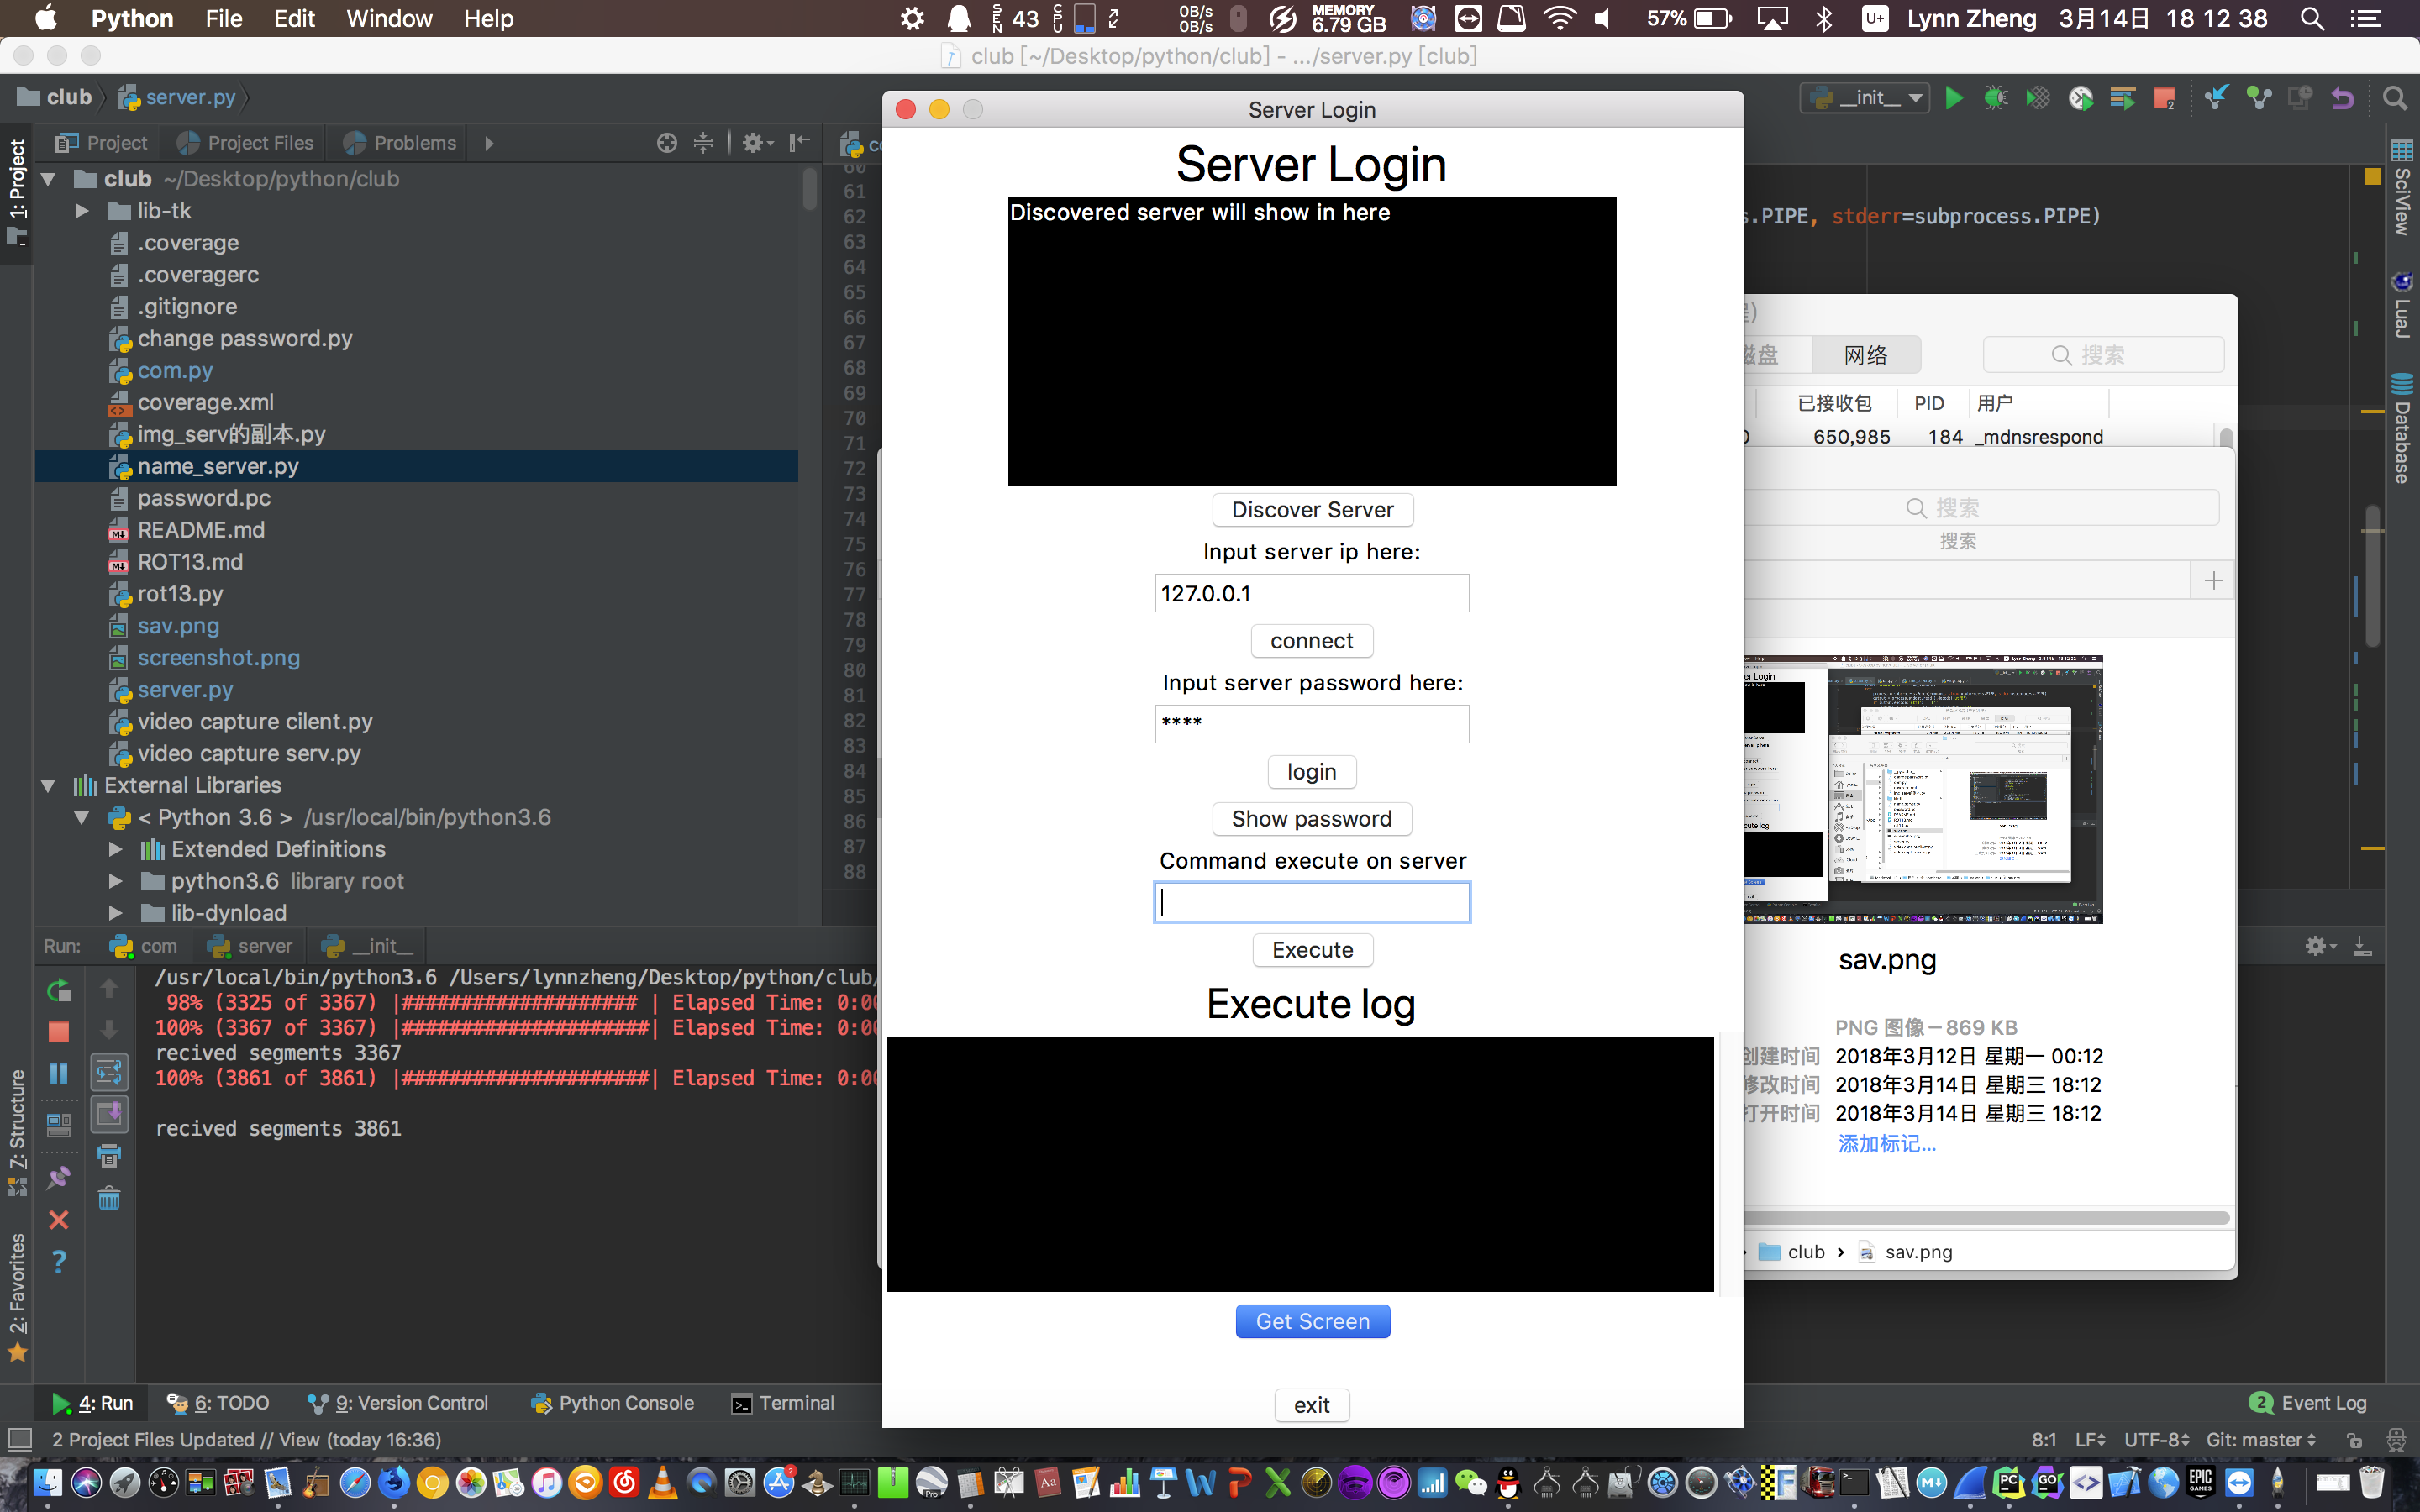 Python File Edit Window Help
SEN 43 CPU 0B/s 0B/s MEMORY 6.79 GB 57% U+ Lynn Zheng 3月14日 18 12 38
club [~/Desktop/python/club] - .../server.py [club]
club server.py
__init__
Project Project Files Problems
1: Project
club ~/Desktop/python/club
lib-tk
.coverage
.coveragerc
.gitignore
change password.py
com.py
coverage.xml
img_serv的副本.py
name_server.py
password.pc
README.md
ROT13.md
rot13.py
sav.png
screenshot.png
server.py
video capture cilent.py
video capture serv.py
External Libraries
< Python 3.6 > /usr/local/bin/python3.6
Extended Definitions
python3.6 library root
lib-dynload
60
61
62
63
64
65
66
67
68
69
70
71
72
73
74
75
76
77
78
79
80
81
82
83
84
85
86
87
88
Server Login
Server Login
Discovered server will show in here
Discover Server
Input server ip here:
127.0.0.1
connect
Input server password here:
****
login
Show password
Command execute on server
Execute
Execute log
Get Screen
exit
.PIPE, stderr=subprocess.PIPE)
磁盘 网络 搜索
已接收包 PID 用户
650,985 184 _mdnsrespond
搜索
搜索
sav.png
PNG 图像 – 869 KB
创建时间 2018年3月12日 星期一 00:12
修改时间 2018年3月14日 星期三 18:12
打开时间 2018年3月14日 星期三 18:12
添加标记...
club › sav.png
SciView
LuaJ
Database
Run: com server __init__
/usr/local/bin/python3.6 /Users/lynnzheng/Desktop/python/club/
98% (3325 of 3367) |#################### | Elapsed Time: 0:00
100% (3367 of 3367) |#####################| Elapsed Time: 0:00
recived segments 3367
100% (3861 of 3861) |#####################| Elapsed Time: 0:00
recived segments 3861
7: Structure
2: Favorites
4: Run 6: TODO 9: Version Control Python Console Terminal 2 Event Log
2 Project Files Updated // View (today 16:36) 8:1 LF UTF-8 Git: master